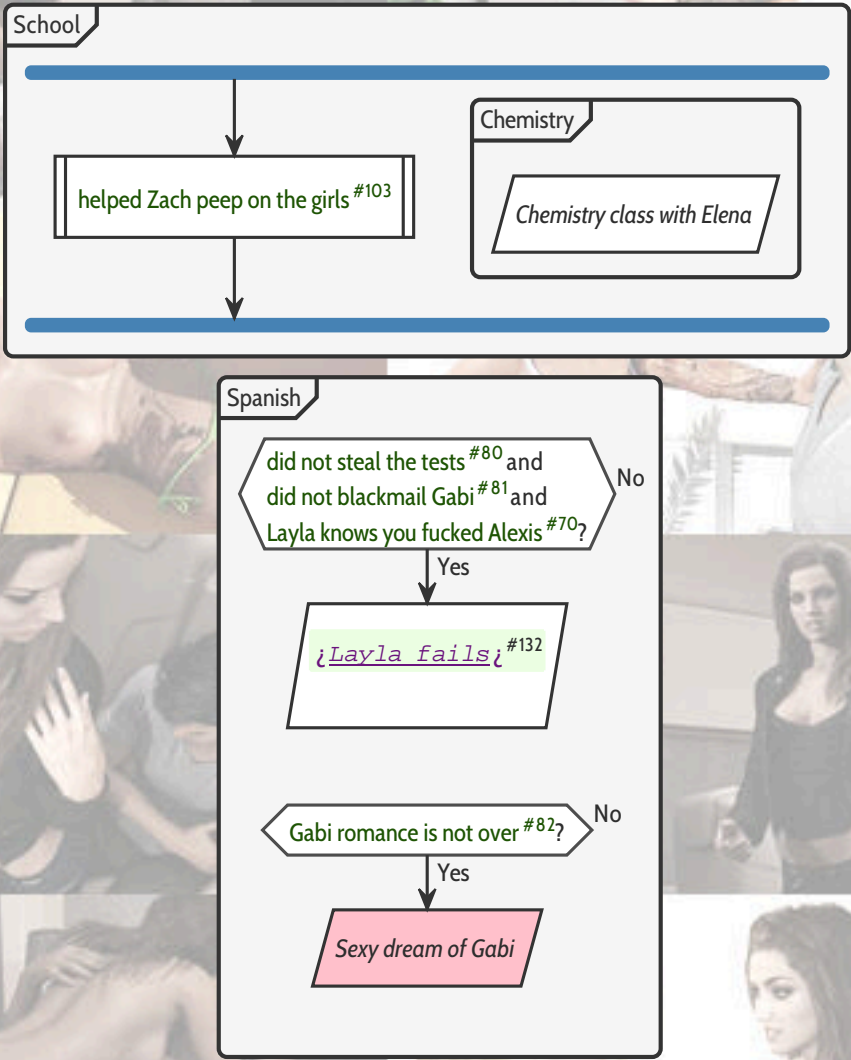 School
helped Zach peep on the girls #103
Chemistry
Chemistry class with Elena
Spanish
did not steal the tests #80 and
did not blackmail Gabi #81 and
Layla knows you fucked Alexis #70?
No
Yes
¿Layla fails¿ #132
Gabi romance is not over #82?
No
Yes
Sexy dream of Gabi